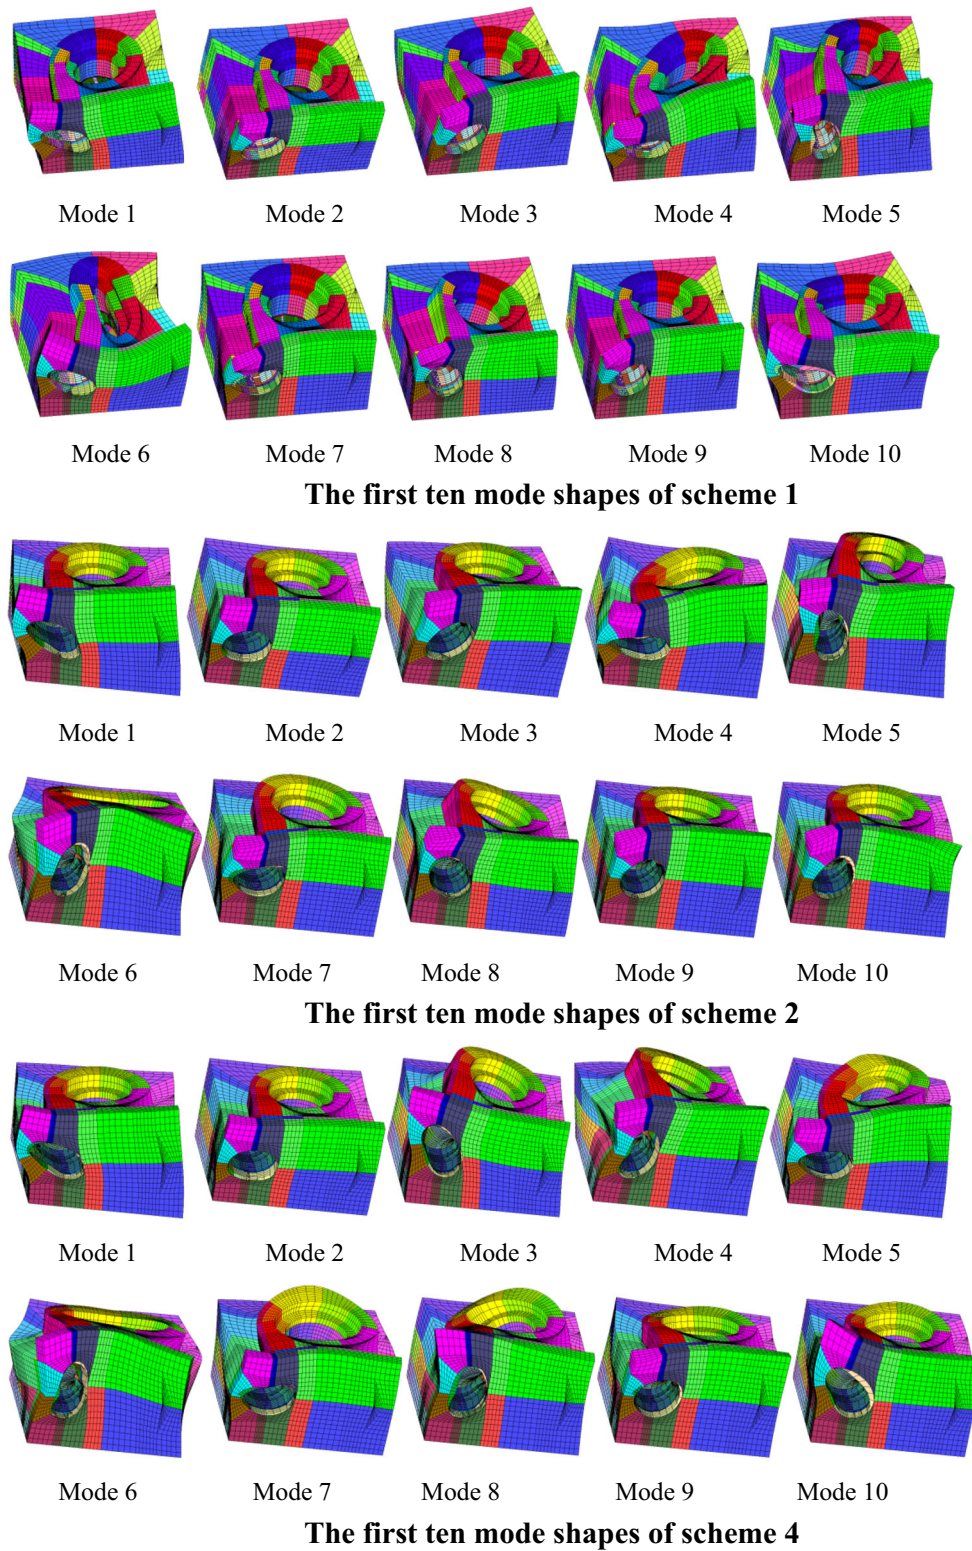 Mode 1 Mode 2 Mode 3 Mode 4 Mode 5
Mode 6 Mode 7 Mode 8 Mode 9 Mode 10
The first ten mode shapes of scheme 1
Mode 1 Mode 2 Mode 3 Mode 4 Mode 5
Mode 6 Mode 7 Mode 8 Mode 9 Mode 10
The first ten mode shapes of scheme 2
Mode 1 Mode 2 Mode 3 Mode 4 Mode 5
Mode 6 Mode 7 Mode 8 Mode 9 Mode 10
The first ten mode shapes of scheme 4